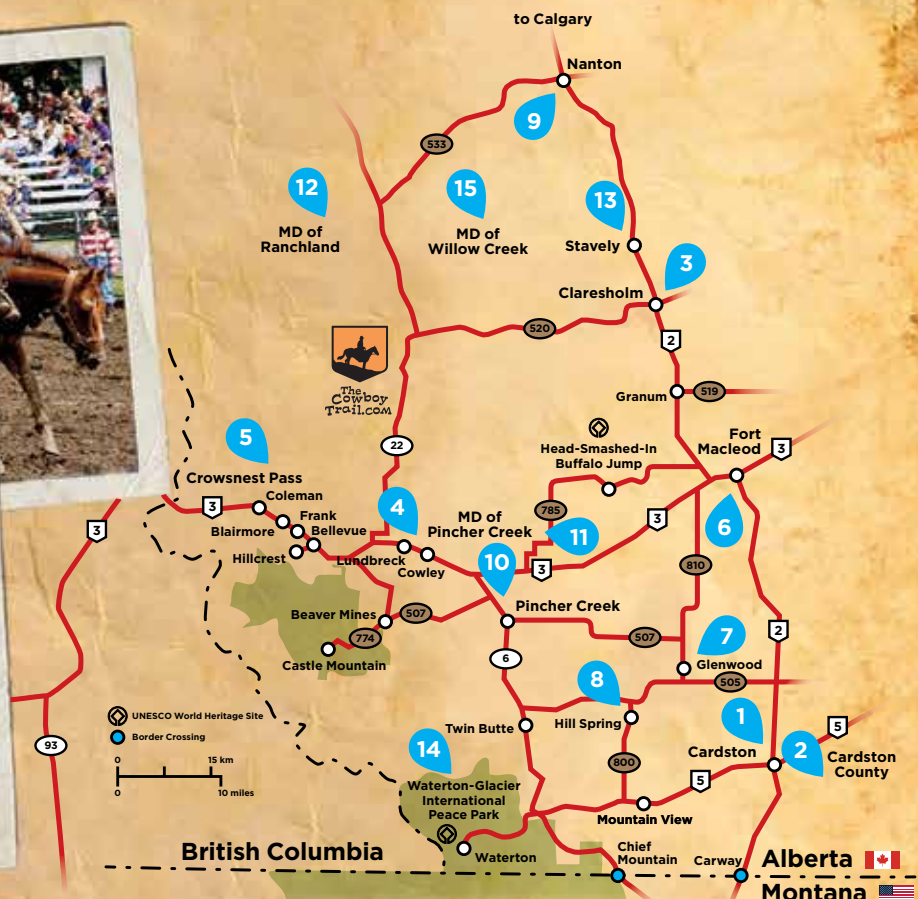 to Calgary
Nanton
9
533
12
MD of
Ranchland
15
MD of
Willow Creek
13
Stavely
3
Claresholm
520
2
The
Cowboy
Trail.com
Granum
519
22
Head-Smashed-In
Buffalo Jump
Fort
Macleod
3
5
Crowsnest Pass
3
Coleman
Frank
Blairmore
Bellevue
Hillcrest
3
4
Lundbreck
Cowley
MD of
Pincher Creek
785
11
3
3
6
10
810
Pincher Creek
Beaver Mines
507
774
Castle Mountain
507
2
6
7
Glenwood
505
8
Hill Spring
Twin Butte
1
Cardston
5
2
Cardston
County
800
5
Mountain View
93
UNESCO World Heritage Site
Border Crossing
0
15 km
0
10 miles
14
Waterton-Glacier
International
Peace Park
Waterton
Chief
Mountain
Carway
British Columbia
Alberta
Montana